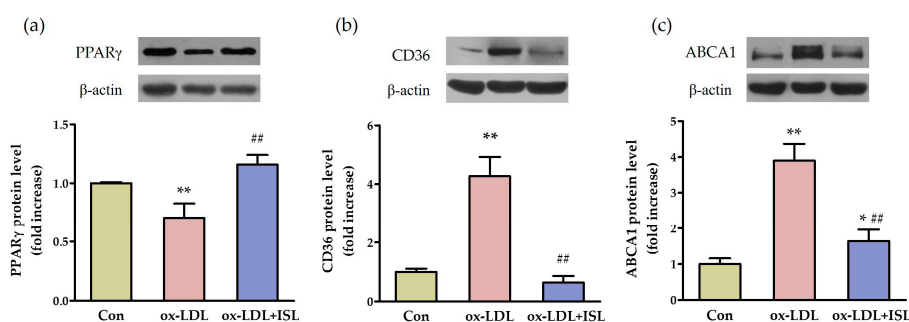 (a)
PPARγ
β-actin
PPARγ protein level
(fold increase)
1.5
1.0
0.5
0.0
**
##
Con ox-LDL ox-LDL+ISL
(b)
CD36
β-actin
CD36 protein level
(fold increase)
6
4
2
0
**
##
Con ox-LDL ox-LDL+ISL
(c)
ABCA1
β-actin
ABCA1 protein level
(fold increase)
5
4
3
2
1
0
**
* ##
Con ox-LDL ox-LDL+ISL